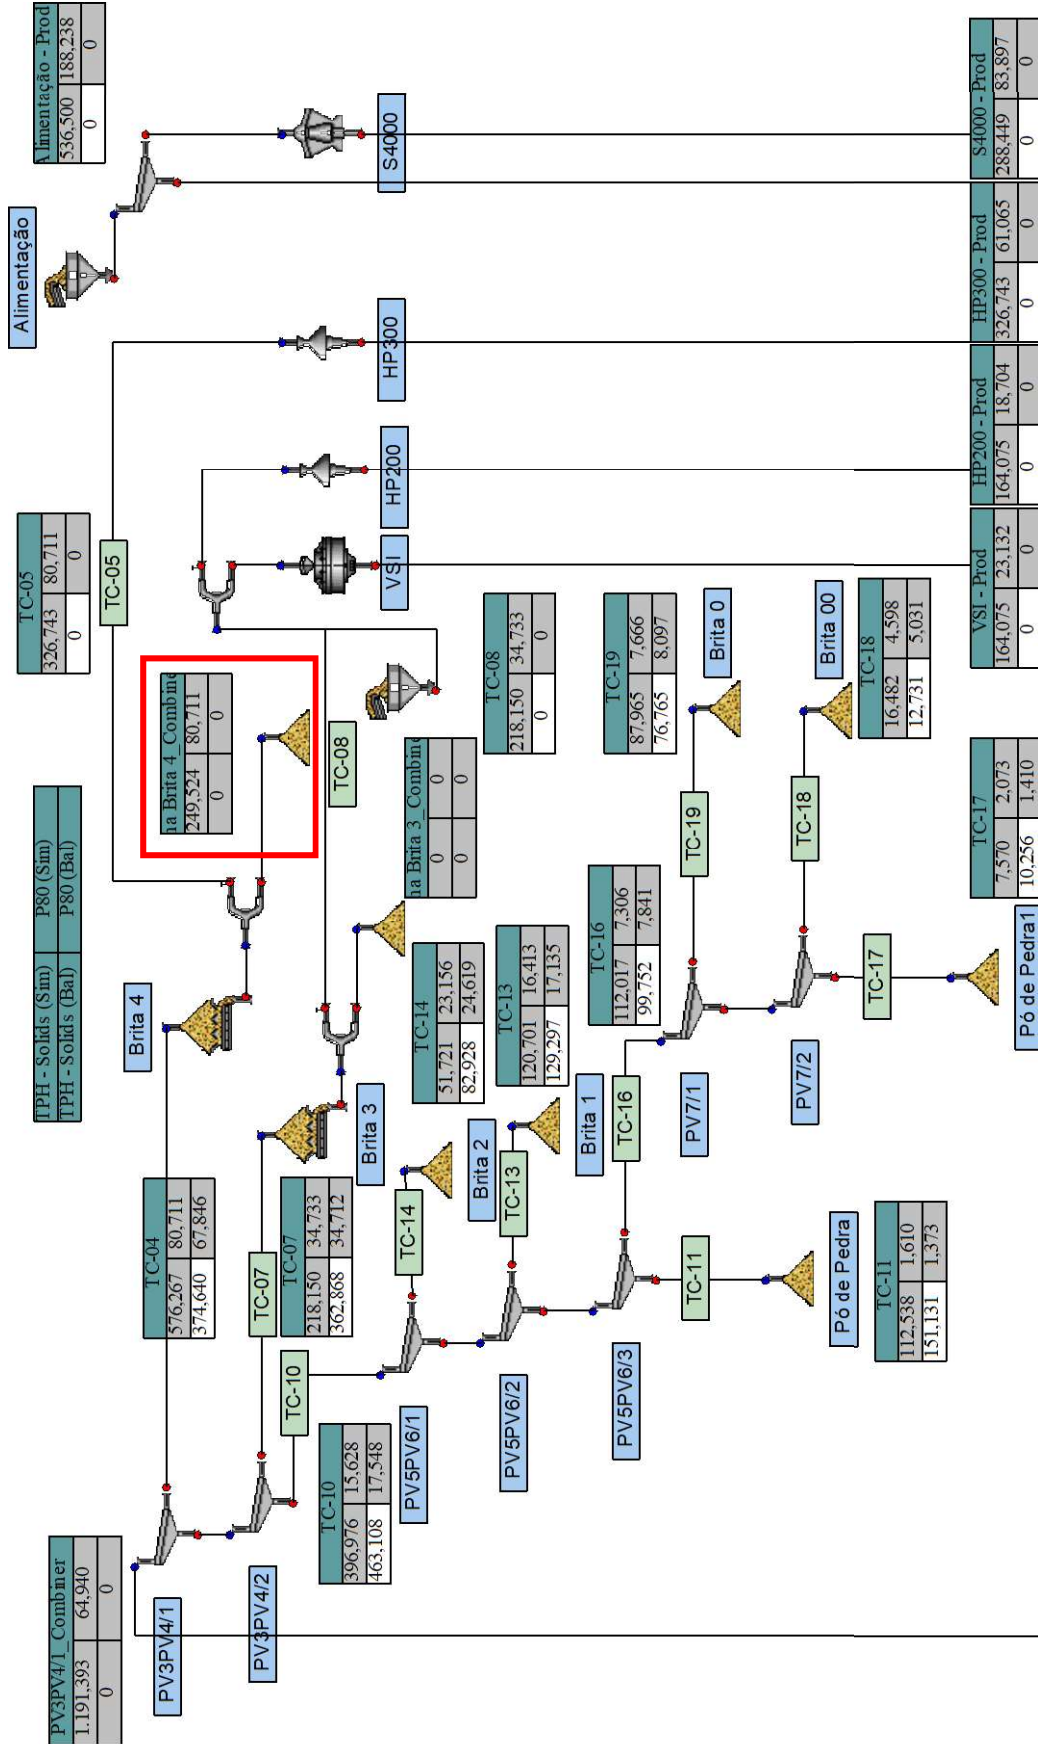 PV3PV4/1_Combiner
1.191,393 64,940
0 0
TPH - Solids (Sim) P80 (Sim)
TPH - Solids (Bal) P80 (Bal)
TC-05
326,743 80,711
0 0
Alimentação
Alimentação - Prod
536,500 188,238
0 0
PV3PV4/1
TC-04
576,267 80,711
374,640 67,846
Brita 4
na Brita 4_Combine
249,524 80,711
0 0
TC-05
PV3PV4/2
TC-07
TC-07
218,150 34,733
362,868 34,712
TC-10
TC-10
396,976 15,628
463,108 17,548
Brita 3
TC-08
VSI
HP200
HP300
S4000
PV5PV6/1
TC-14
TC-14
51,721 23,156
82,928 24,619
na Brita 3_Combine
0 0
0 0
TC-08
218,150 34,733
0 0
Brita 2
PV5PV6/2
TC-13
TC-13
120,701 16,413
129,297 17,135
Brita 1
PV5PV6/3
TC-16
TC-16
112,017 7,306
99,752 7,841
TC-19
87,965 7,666
76,765 8,097
TC-11
PV7/1
TC-19
Brita 0
PV7/2
TC-18
Brita 00
Pó de Pedra
TC-11
112,538 1,610
151,131 1,373
TC-17
TC-18
16,482 4,598
12,731 5,031
Pó de Pedra1
TC-17
7,570 2,073
10,256 1,410
VSI - Prod
164,075 23,132
0 0
HP200 - Prod
164,075 18,704
0 0
HP300 - Prod
326,743 61,065
0 0
S4000 - Prod
288,449 83,897
0 0